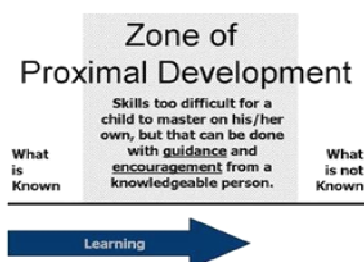 Zone of
Proximal Development
Skills too difficult for a
child to master on his/her
own, but that can be done
with guidance and
encouragement from a
knowledgeable person.
What
is
Known
What
is not
Known
Learning